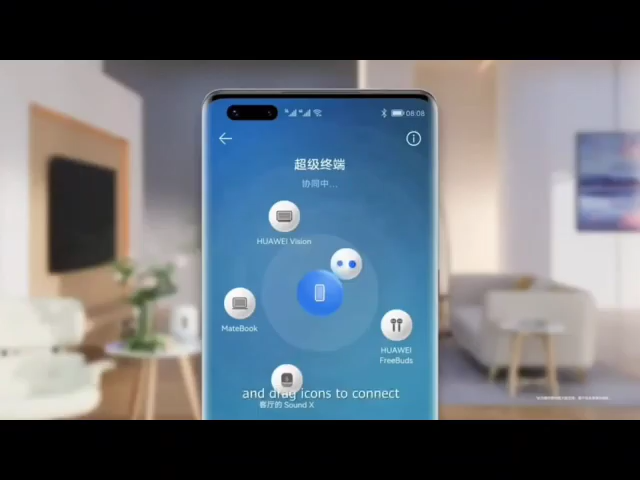 08:08
超级终端
协同中...
HUAWEI Vision
MateBook
HUAWEI
FreeBuds
and drag icons to connect
客厅的 Sound X